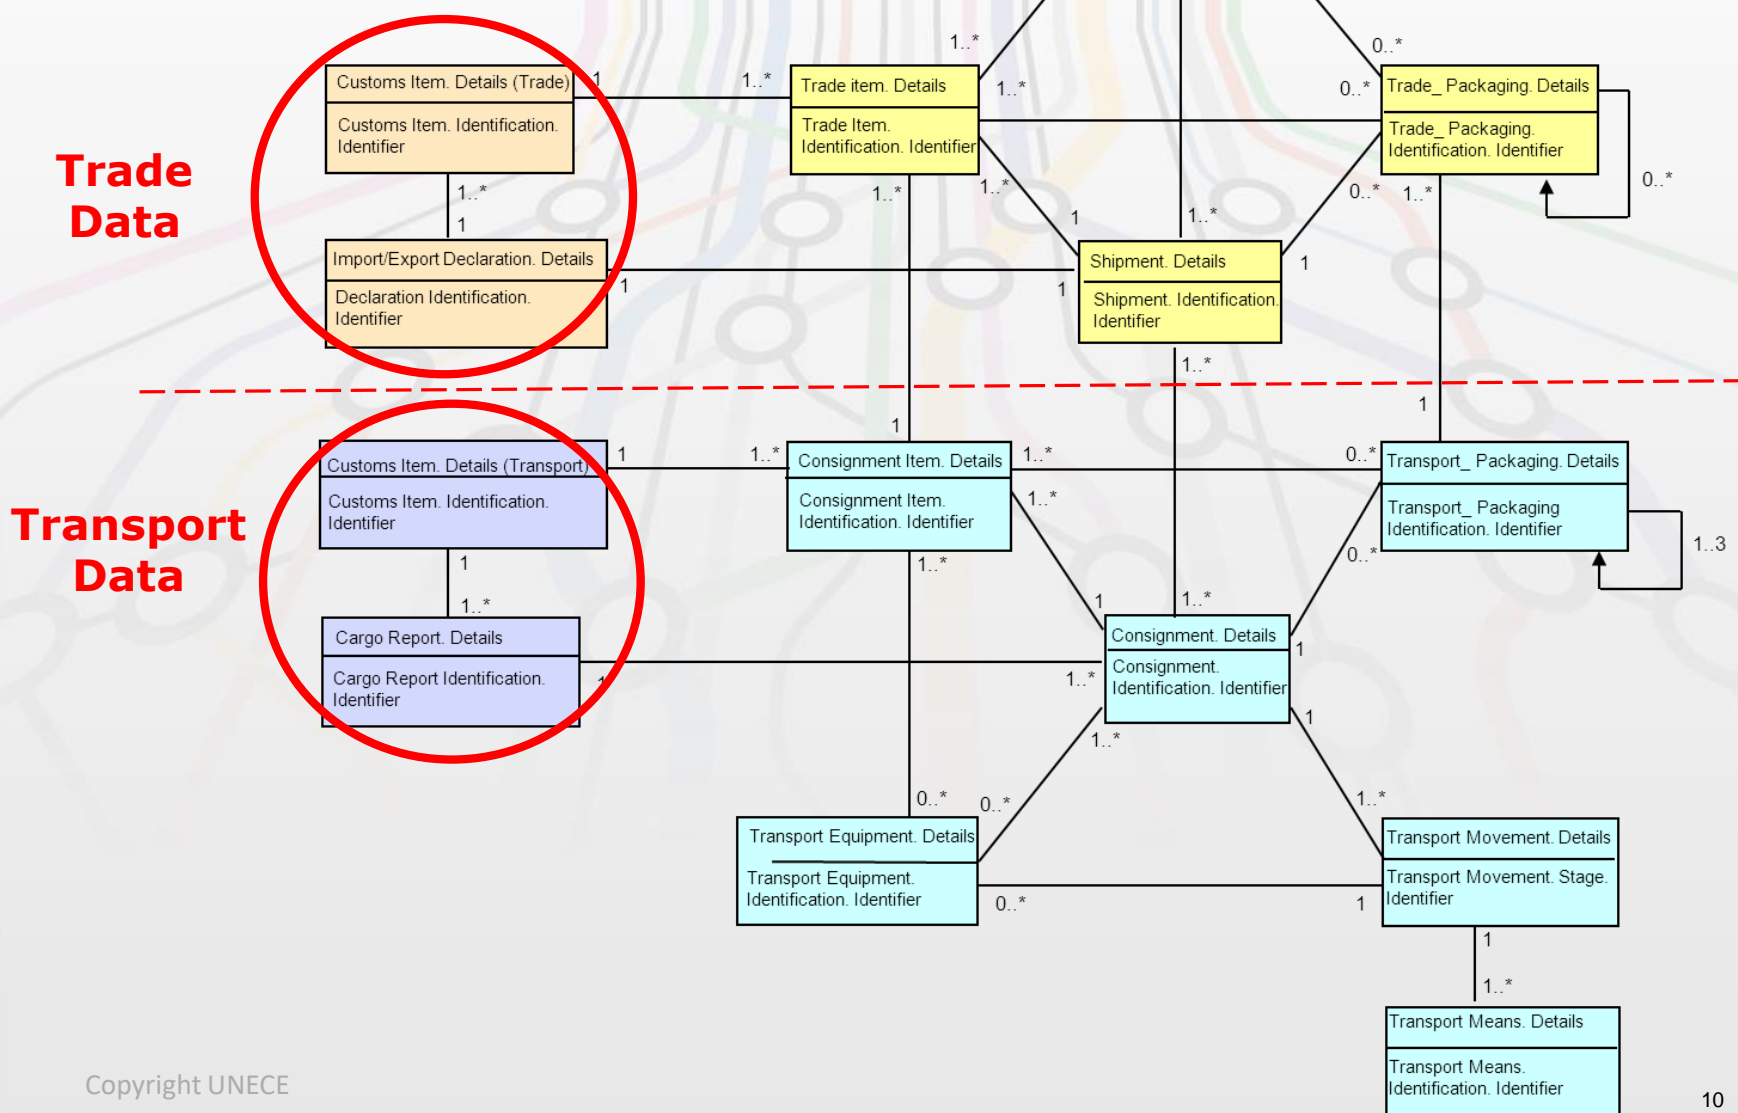 1..*
0..*
Customs Item. Details (Trade)
1
1..*
Trade item. Details
1..*
0..*
Trade_ Packaging. Details
Customs Item. Identification.
Identifier
Trade Item.
Identification. Identifier
Trade_ Packaging.
Identification. Identifier
0..*
Trade
Data
1..*
1
1..*
1..*
1
1..*
0..*
1..*
Import/Export Declaration. Details
1
Declaration Identification.
Identifier
Shipment. Details
1
1
Shipment. Identification.
Identifier
1..*
1
1
Customs Item. Details (Transport)
1
1..*
Consignment Item. Details
1..*
0..*
Transport_ Packaging. Details
Customs Item. Identification.
Identifier
Consignment Item.
Identification. Identifier
1..*
Transport_ Packaging
Identification. Identifier
1..3
Transport
Data
1
1..*
1..*
0..*
1
1..*
Cargo Report. Details
Consignment. Details
1
Cargo Report Identification.
Identifier
1
1..*
Consignment.
Identification. Identifier
1
1..*
0..*
0..*
1..*
Transport Equipment. Details
Transport Movement. Details
Transport Equipment.
Identification. Identifier
0..*
1
Transport Movement. Stage.
Identifier
1
1..*
Transport Means. Details
Transport Means.
Identification. Identifier
Copyright UNECE
10